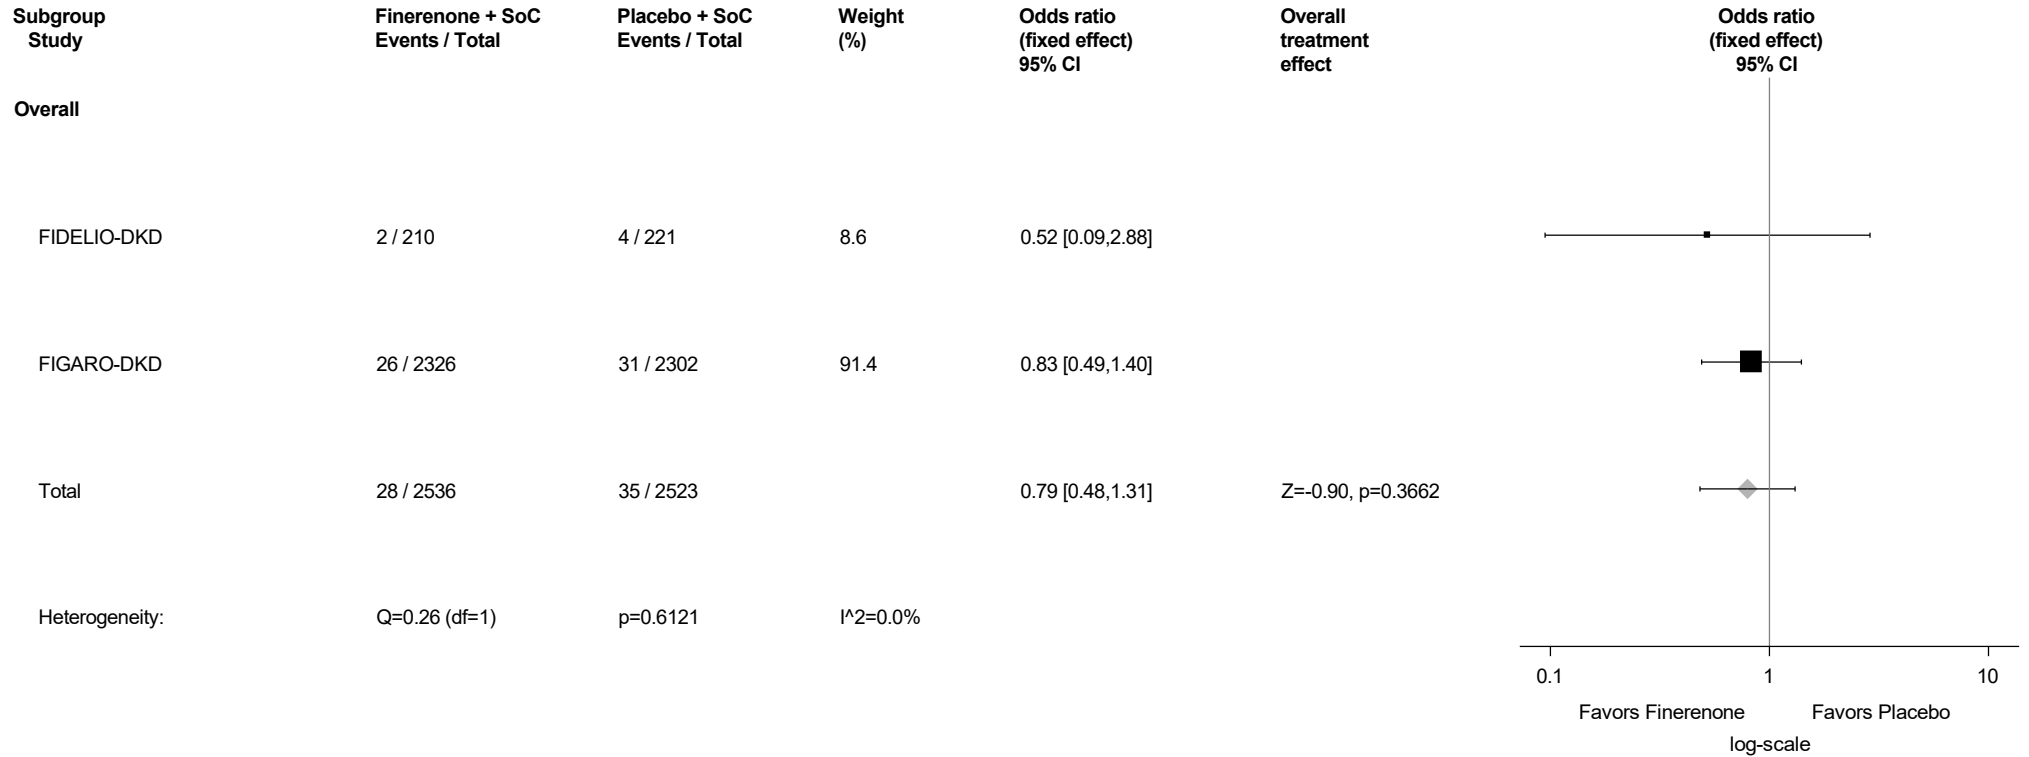 Subgroup Finerenone + SoC Placebo + SoC Weight Odds ratio Overall Odds ratio
Study Events / Total Events / Total (%) (fixed effect) treatment (fixed effect)
95% CI effect 95% CI
Overall
FIDELIO-DKD 2 / 210 4 / 221 8.6 0.52 [0.09,2.88]
FIGARO-DKD 26 / 2326 31 / 2302 91.4 0.83 [0.49,1.40]
Total 28 / 2536 35 / 2523 0.79 [0.48,1.31] Z=-0.90, p=0.3662
Heterogeneity: Q=0.26 (df=1) p=0.6121 I^2=0.0%
0.1 1 10
Favors Finerenone Favors Placebo
log-scale